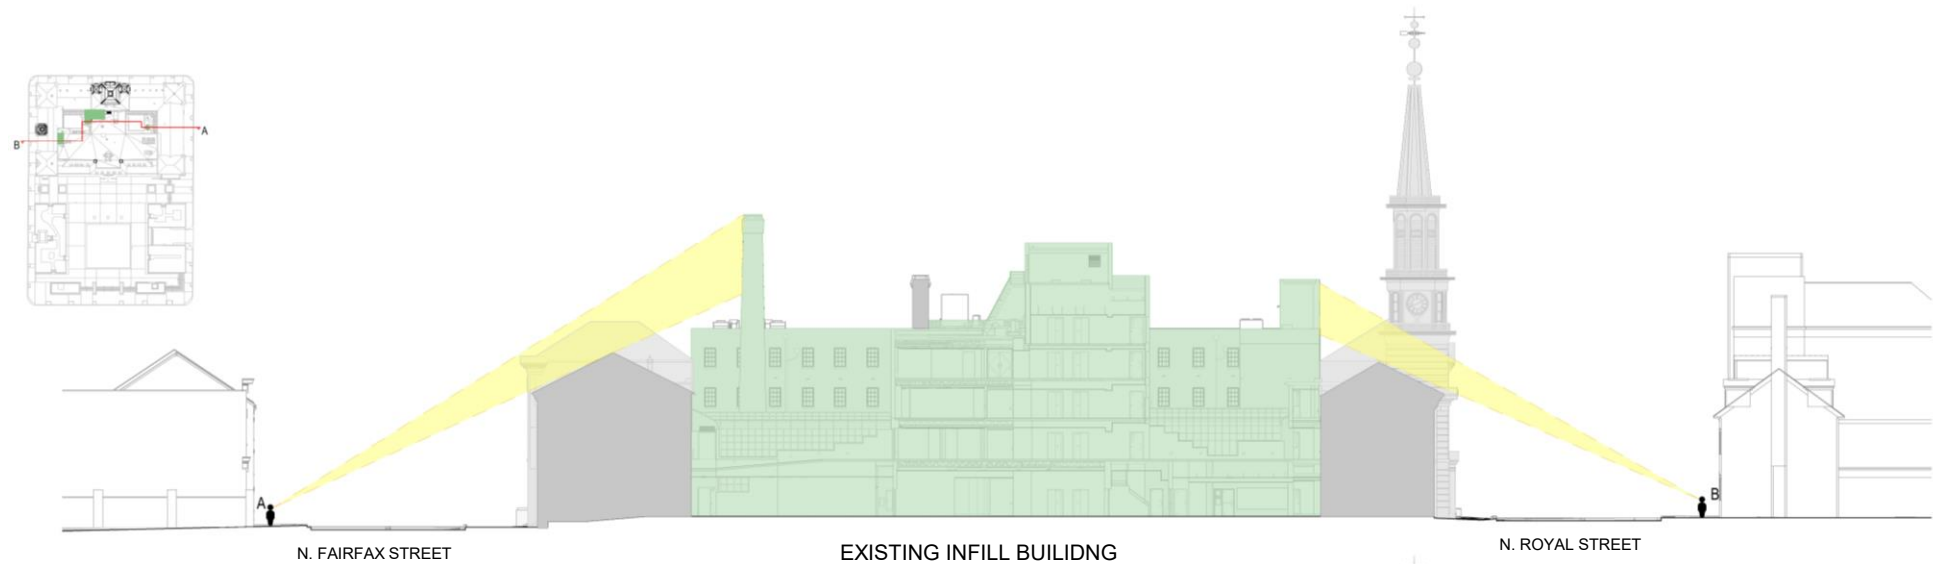 B
A
A
B
N. FAIRFAX STREET
EXISTING INFILL BUILIDNG
N. ROYAL STREET